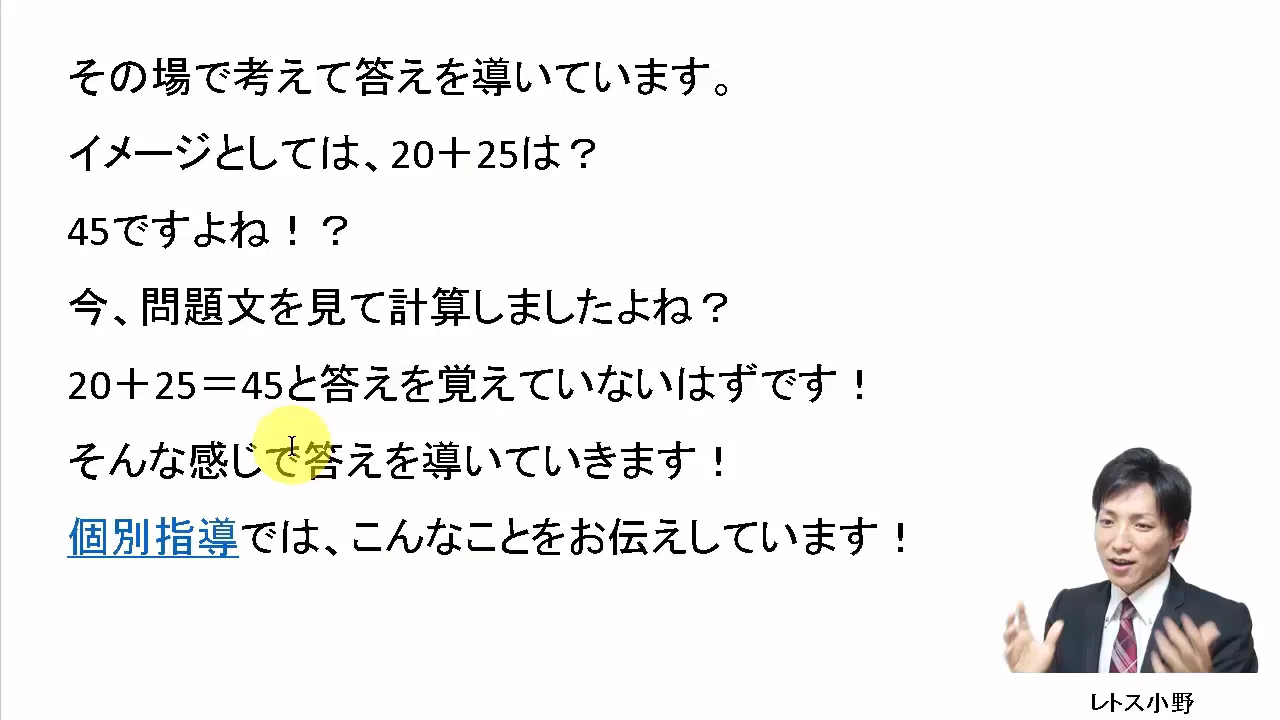 その場で考えて答えを導いています。
イメージとしては、20＋25は？
45ですよね！？
今、問題文を見て計算しましたよね？
20＋25＝45と答えを覚えていないはずです！
そんな感じで答えを導いていきます！
個別指導では、こんなことをお伝えしています！
レトス小野